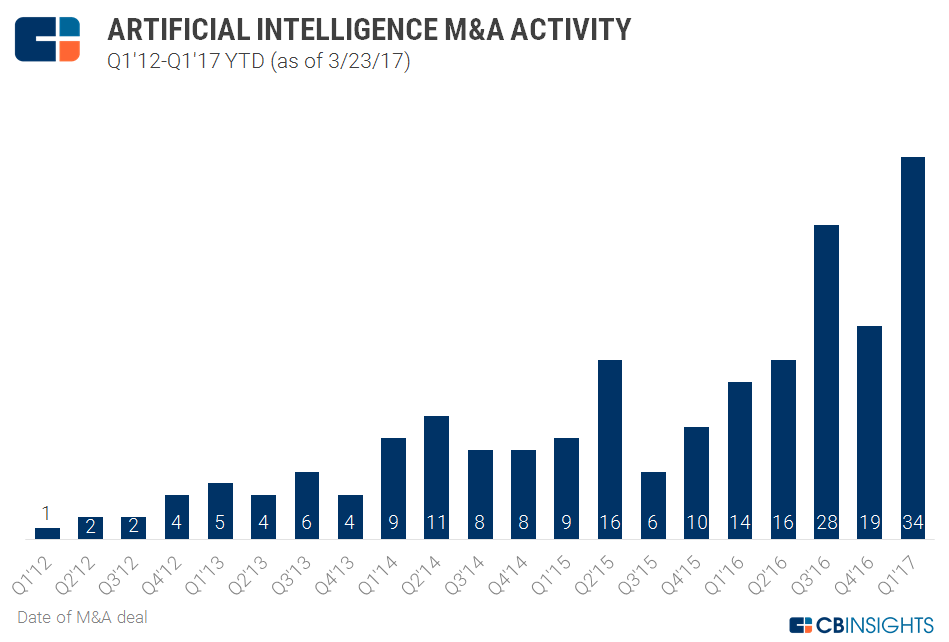 ARTIFICIAL INTELLIGENCE M&A ACTIVITY
Q1'12-Q1'17 YTD (as of 3/23/17)
1
2
2
4
5
4
6
4
9
11
8
8
9
16
6
10
14
16
28
19
34
Q1'12
Q2'12
Q3'12
Q4'12
Q1'13
Q2'13
Q3'13
Q4'13
Q1'14
Q2'14
Q3'14
Q4'14
Q1'15
Q2'15
Q3'15
Q4'15
Q1'16
Q2'16
Q3'16
Q4'16
Q1'17
Date of M&A deal
CBINSIGHTS